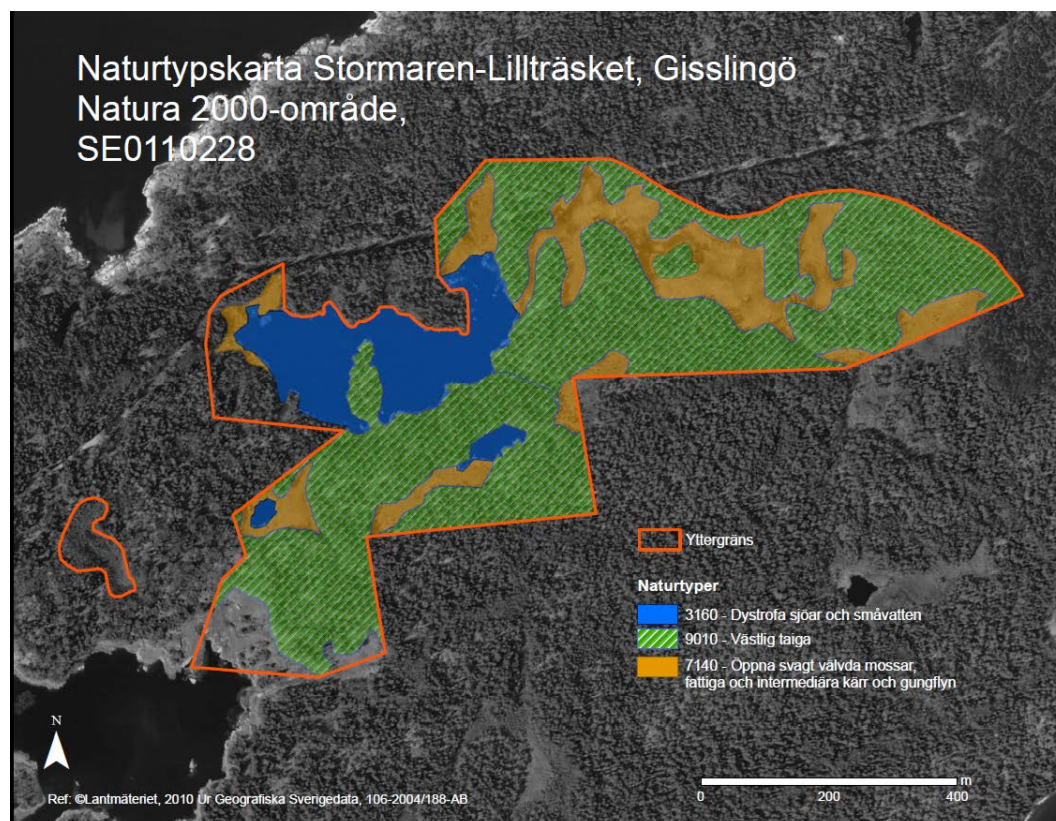 Naturtypskarta Stormaren-Lillträsket, Gisslingö
Natura 2000-område,
SE0110228
Yttergräns
Naturtyper
3160 - Dystrofa sjöar och småvatten
9010 - Västlig taiga
7140 - Öppna svagt välvda mossar,
fattiga och intermediära kärr och gungflyn
N
m
0 200 400
Ref: ©Lantmäteriet, 2010 Ur Geografiska Sverigedata, 106-2004/188-AB